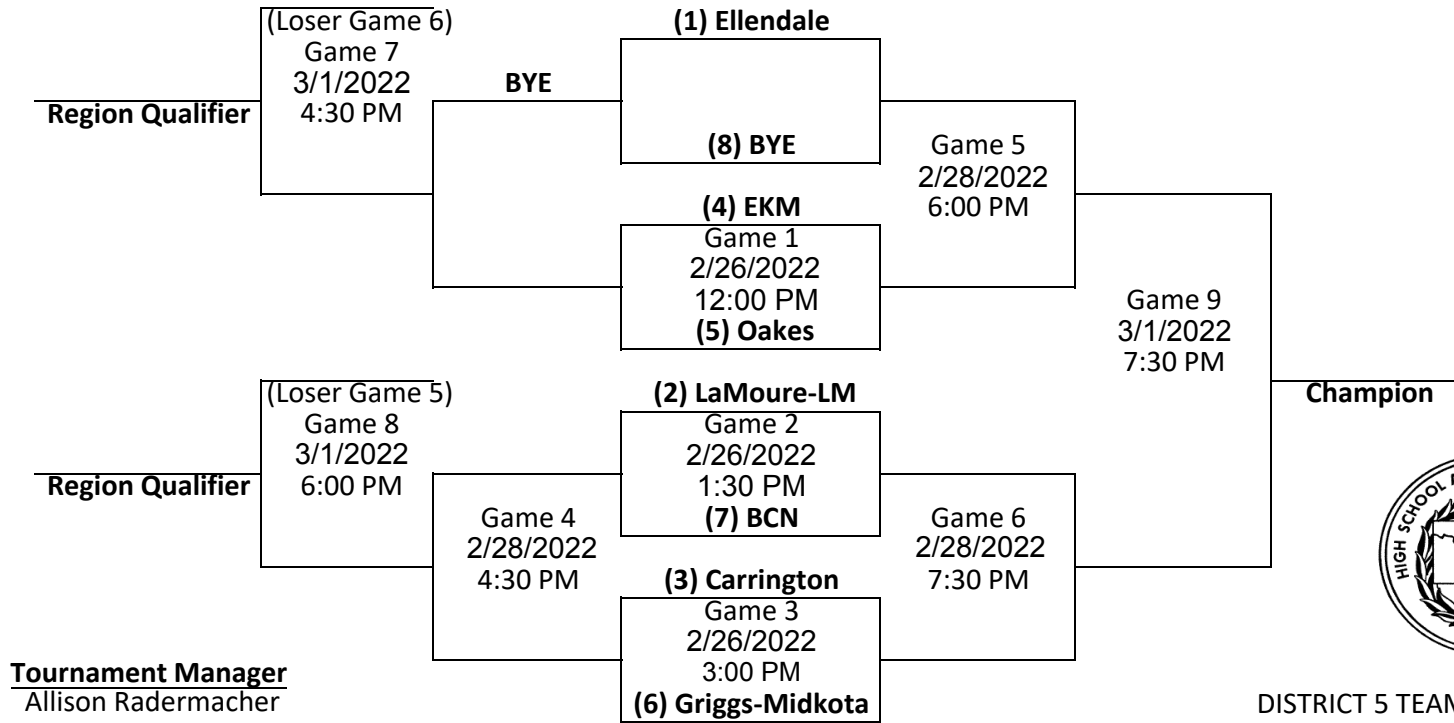 (Loser Game 6)
Game 7
3/1/2022
4:30 PM
Region Qualifier
BYE
(1) Ellendale
(8) BYE
(4) EKM
Game 1
2/26/2022
12:00 PM
(5) Oakes
Game 5
2/28/2022
6:00 PM
Game 9
3/1/2022
7:30 PM
Champion
(Loser Game 5)
Game 8
3/1/2022
6:00 PM
Region Qualifier
Game 4
2/28/2022
4:30 PM
(2) LaMoure-LM
Game 2
2/26/2022
1:30 PM
(7) BCN
(3) Carrington
Game 3
2/26/2022
3:00 PM
(6) Griggs-Midkota
Game 6
2/28/2022
7:30 PM
HIGH SCHOOL
Tournament Manager
Allison Radermacher
DISTRICT 5